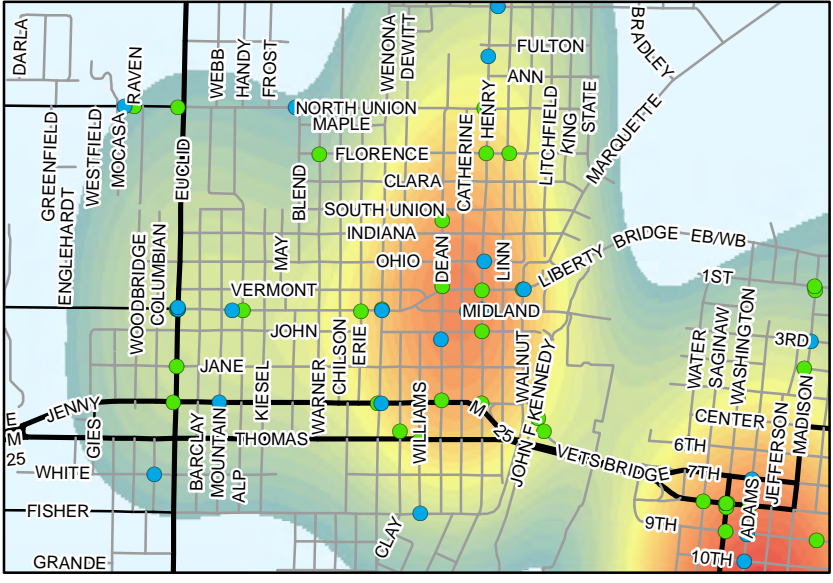 DARLA
RAVEN
WEBB
HANDY
FROST
WENONA
DEWITT
FULTON
BRADLEY
ANN
GREENFIELD
WESTFIELD
MOCASA
NORTH UNION
MAPLE
HENRY
CATHERINE
LITCHFIELD
KING
STATE
MARQUETTE
EUCLID
FLORENCE
CLARA
BLEND
SOUTH UNION
INDIANA
ENGLEHARDT
WOODBRIDGE
COLUMBIAN
MAY
OHIO
DEAN
LINN
LIBERTY BRIDGE EB/WB
1ST
VERMONT
MIDLAND
JOHN
CHILSON
ERIE
WATER
SAGINAW
WASHINGTON
3RD
JANE
KIESEL
WARNER
WALNUT
JOHN F KENNEDY
E
M
25
JENNY
GIES
BARCLAY
MOUNTAIN
ALP
THOMAS
WILLIAMS
M 25
CENTER
MADISON
JEFFERSON
6TH
VETS BRIDGE
7TH
WHITE
FISHER
CLAY
ADAMS
9TH
10TH
GRANDE